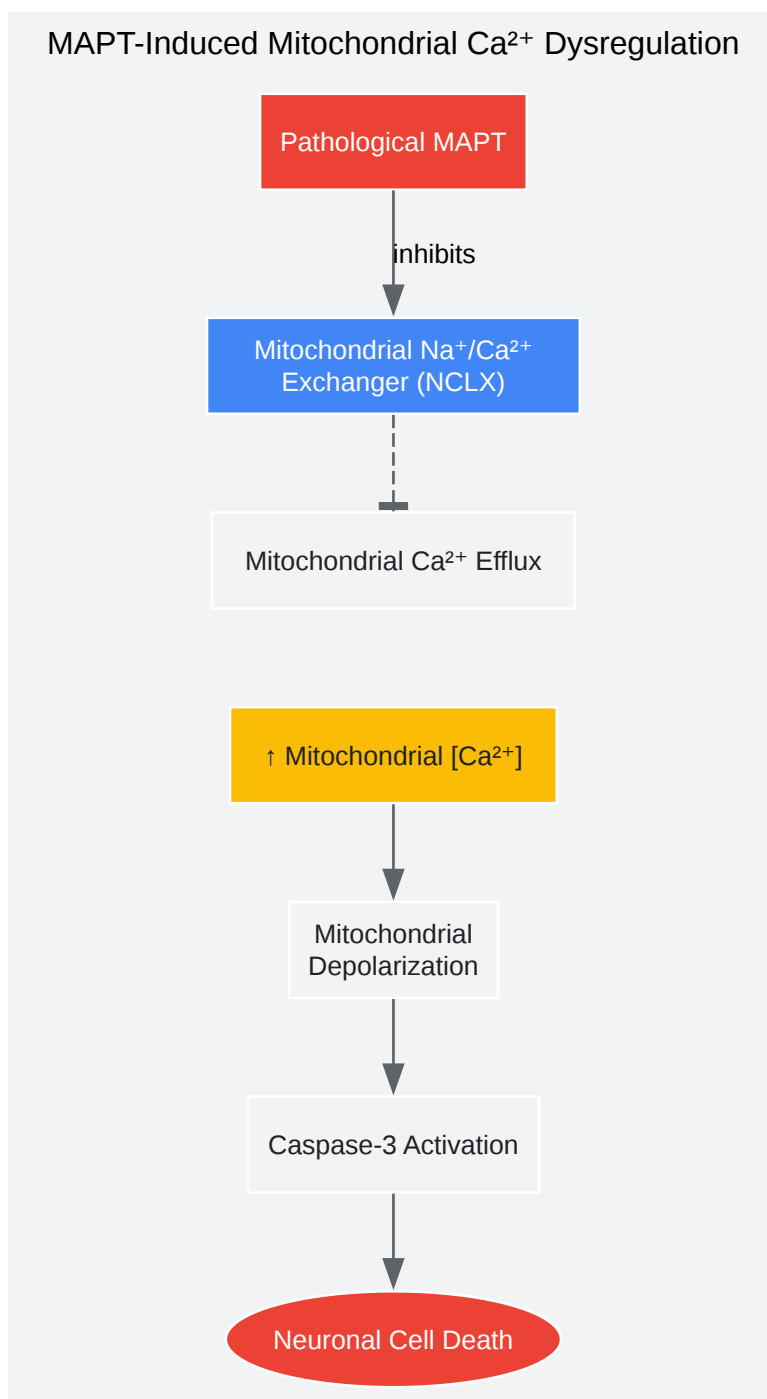 MAPT-Induced Mitochondrial Ca²⁺ Dysregulation
Pathological MAPT
inhibits
Mitochondrial Na⁺/Ca²⁺
Exchanger (NCLX)
Mitochondrial Ca²⁺ Efflux
↑ Mitochondrial [Ca²⁺]
Mitochondrial
Depolarization
Caspase-3 Activation
Neuronal Cell Death